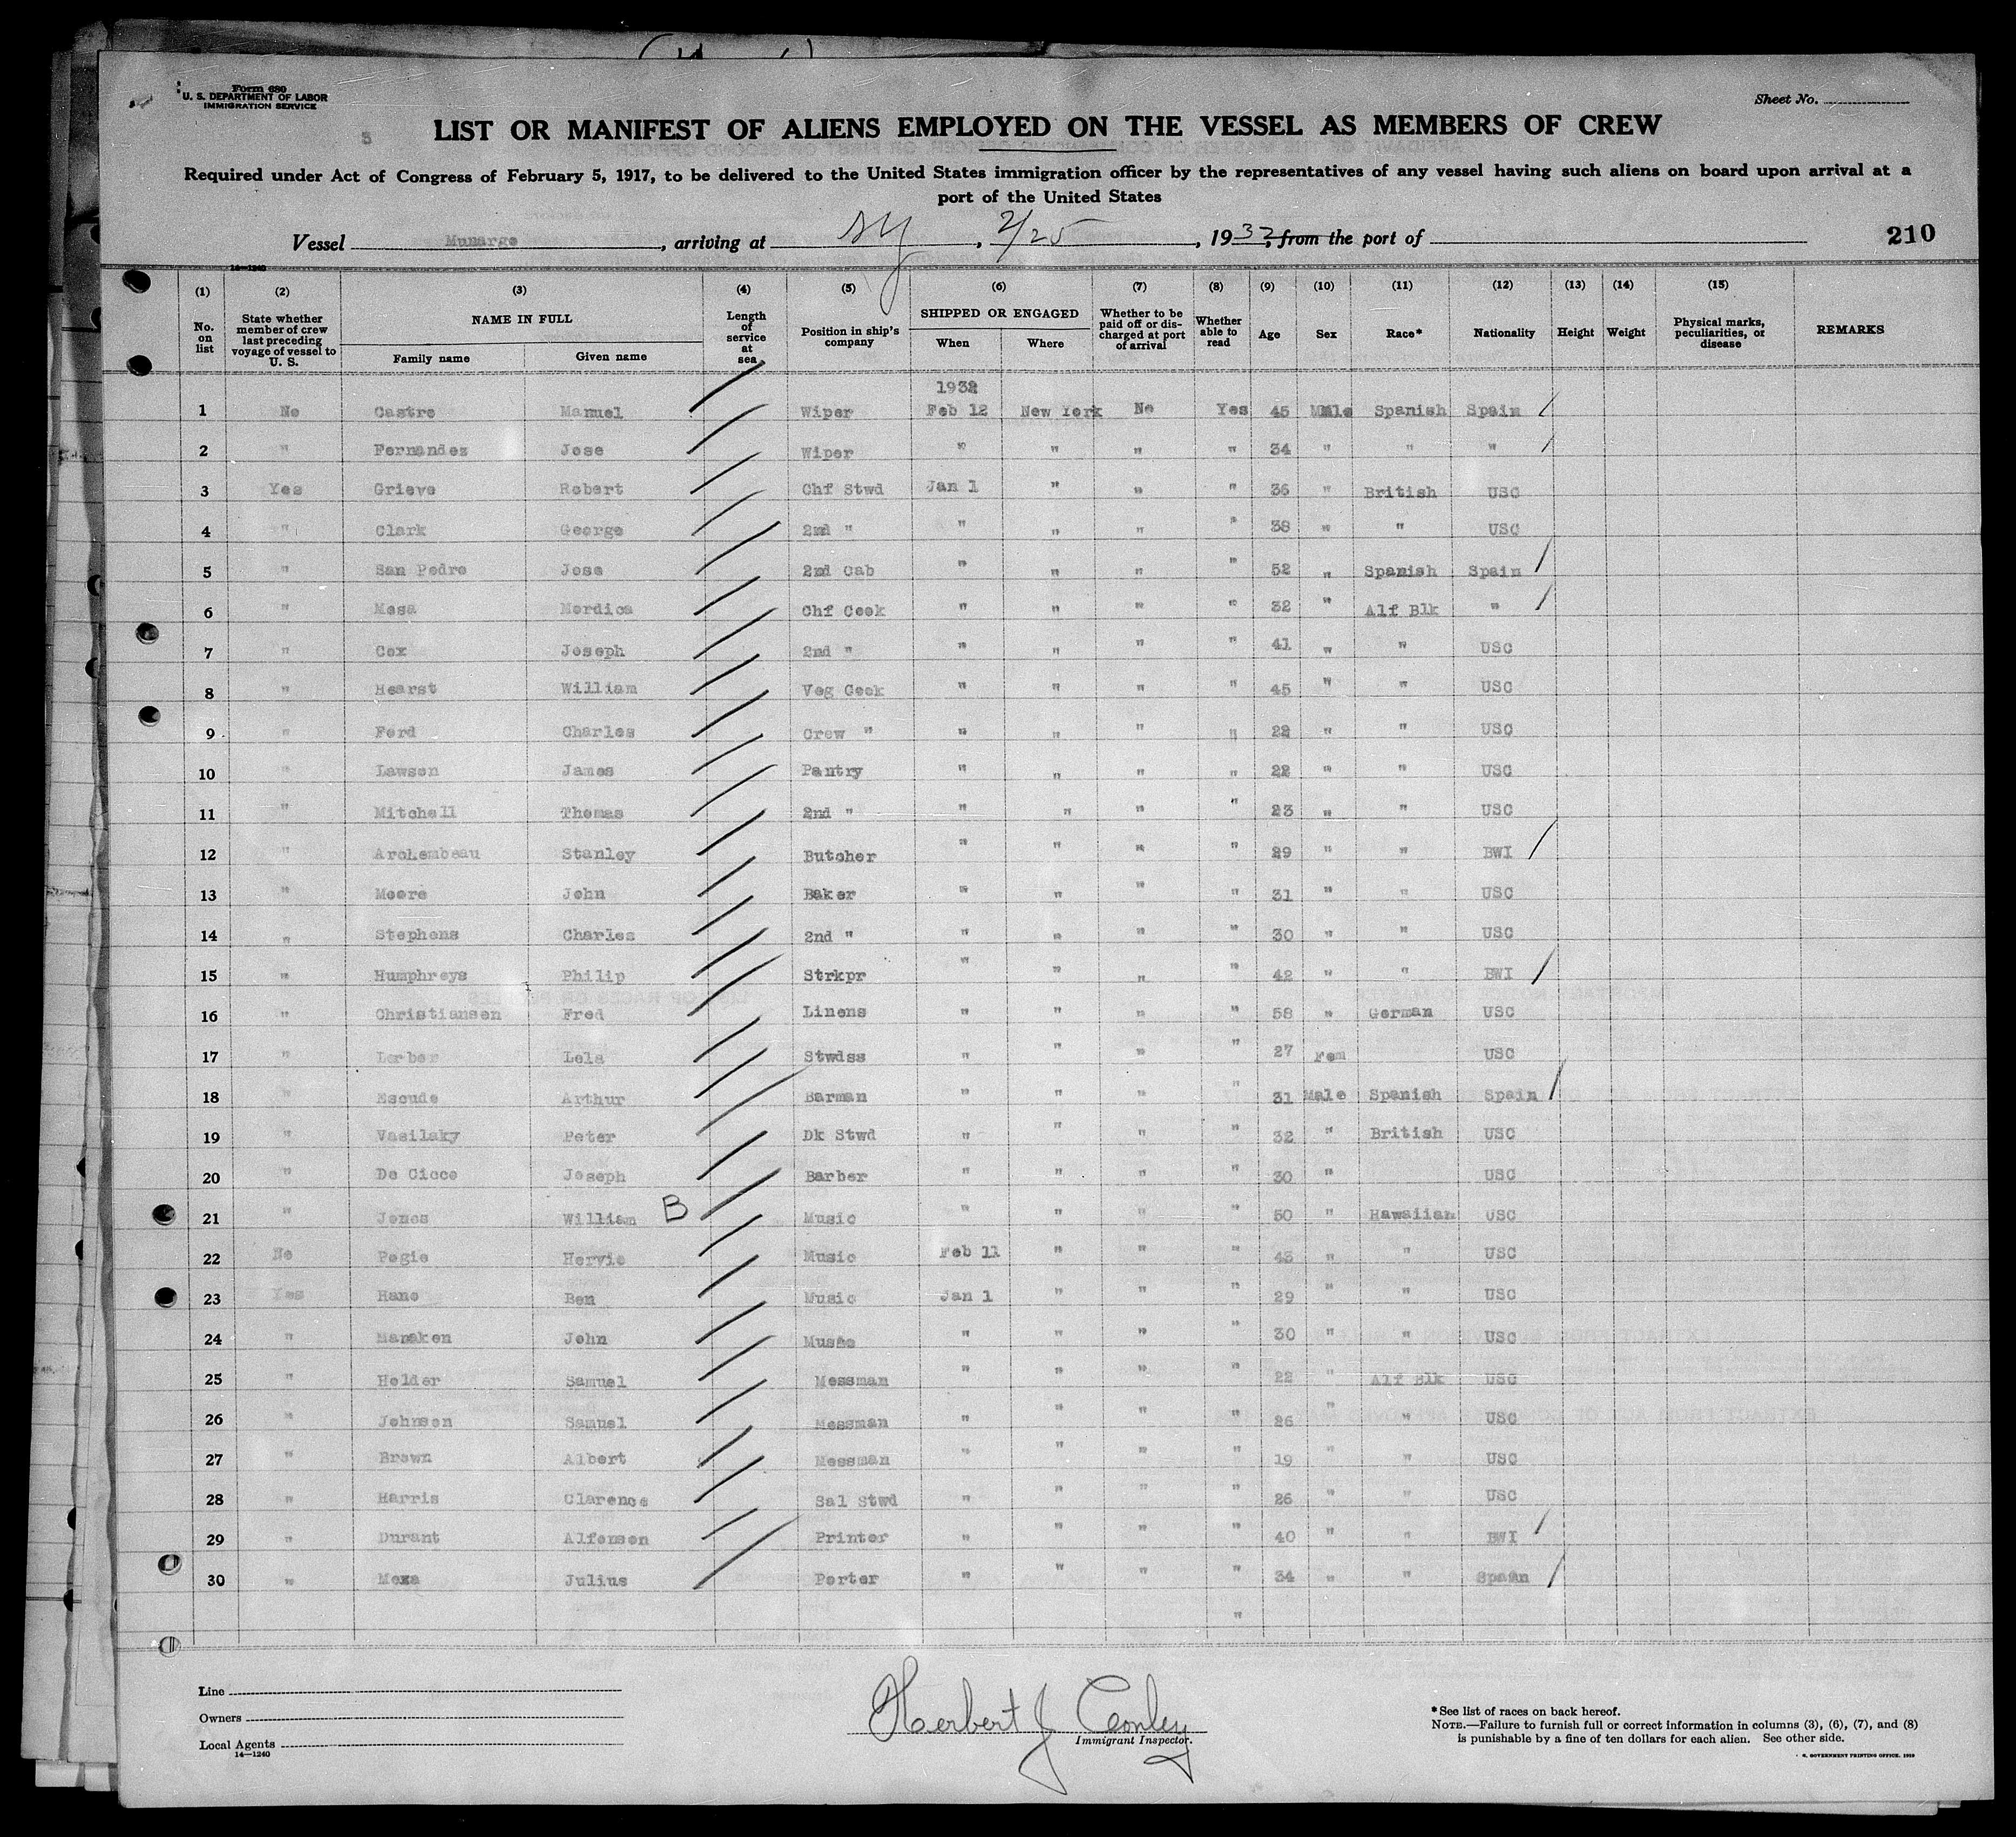 Form 680
U. S. DEPARTMENT OF LABOR
IMMIGRATION SERVICE
Sheet No.
LIST OR MANIFEST OF ALIENS EMPLOYED ON THE VESSEL AS MEMBERS OF CREW
Required under Act of Congress of February 5, 1917, to be delivered to the United States immigration officer by the representatives of any vessel having such aliens on board upon arrival at a
port of the United States
Vessel Munargo, arriving at NY, 2/25, 1932, from the port of
210
14—1240
(1) (2) (3) (4) (5) (6) (7) (8) (9) (10) (11) (12) (13) (14) (15)
No. on list
State whether member of crew last preceding voyage of vessel to U. S.
NAME IN FULL
Family name
Given name
Length of service at sea
Position in ship's company
SHIPPED OR ENGAGED
When
Where
Whether to be paid off or discharged at port of arrival
Whether able to read
Age
Sex
Race*
Nationality
Height
Weight
Physical marks, peculiarities, or disease
REMARKS
1932
1 No Castro Manuel Wiper Feb 12 New York No Yes 45 Male Spanish Spain /
2 " Fernandez Jose Wiper " " " " 34 " " " /
3 Yes Grieve Robert Chf Stwd Jan 1 " " " 36 " British USC
4 " Clark George 2nd " " " " " 38 " " USC
5 " San Pedro Jose 2nd Cab " " " " 52 " Spanish Spain /
6 " Mesa Mordica Chf Cook " " " " 32 " Alf Blk " /
7 " Cox Joseph 2nd " " " " " 41 " " USC
8 " Hearst William Veg Cook " " " " 45 " " USC
9 " Ford Charles Crew " " " " " 22 " " USC
10 " Lawson James Pantry " " " " 22 " " USC
11 " Mitchell Thomas 2nd " " " " " 23 " " USC
12 " Archembeau Stanley Butcher " " " " 29 " " BWI /
13 " Moore John Baker " " " " 31 " " USC
14 " Stephens Charles 2nd " " " " " 30 " " USC
15 " Humphreys Philip Strkpr " " " " 42 " " BWI /
16 " Christiansen Fred Linens " " " " 58 " German USC
17 " Lerber Lela Stwdss " " " " 27 Fem USC
18 " Escude Arthur Barman " " " " 31 Male Spanish Spain /
19 " Vasilaky Peter Dk Stwd " " " " 32 " British USC
20 " De Cicco Joseph Barber " " " " 30 " USC
21 " Jones William B Music " " " " 50 " Hawaiian USC
22 No Pogie Hervie Music Feb 11 " " " 43 " " USC
23 Yes Hano Ben Music Jan 1 " " " 29 " " USC
24 " Manaken John Music " " " " 30 " " USC
25 " Holder Samuel Messman " " " " 22 " Alf Blk USC
26 " Johnson Samuel Messman " " " " 26 " " USC
27 " Brown Albert Messman " " " " 19 " " USC
28 " Harris Clarence Sal Stwd " " " " 26 " " USC
29 " Durant Alfonson Printer " " " " 40 " " BWI /
30 " Mexa Julius Porter " " " " 34 " " Spain /
"
Line
Owners
Local Agents
14—1240
Herbert J Conley
Immigrant Inspector.
*See list of races on back hereof.
NOTE.—Failure to furnish full or correct information in columns (3), (6), (7), and (8)
is punishable by a fine of ten dollars for each alien. See other side.
GOVERNMENT PRINTING OFFICE